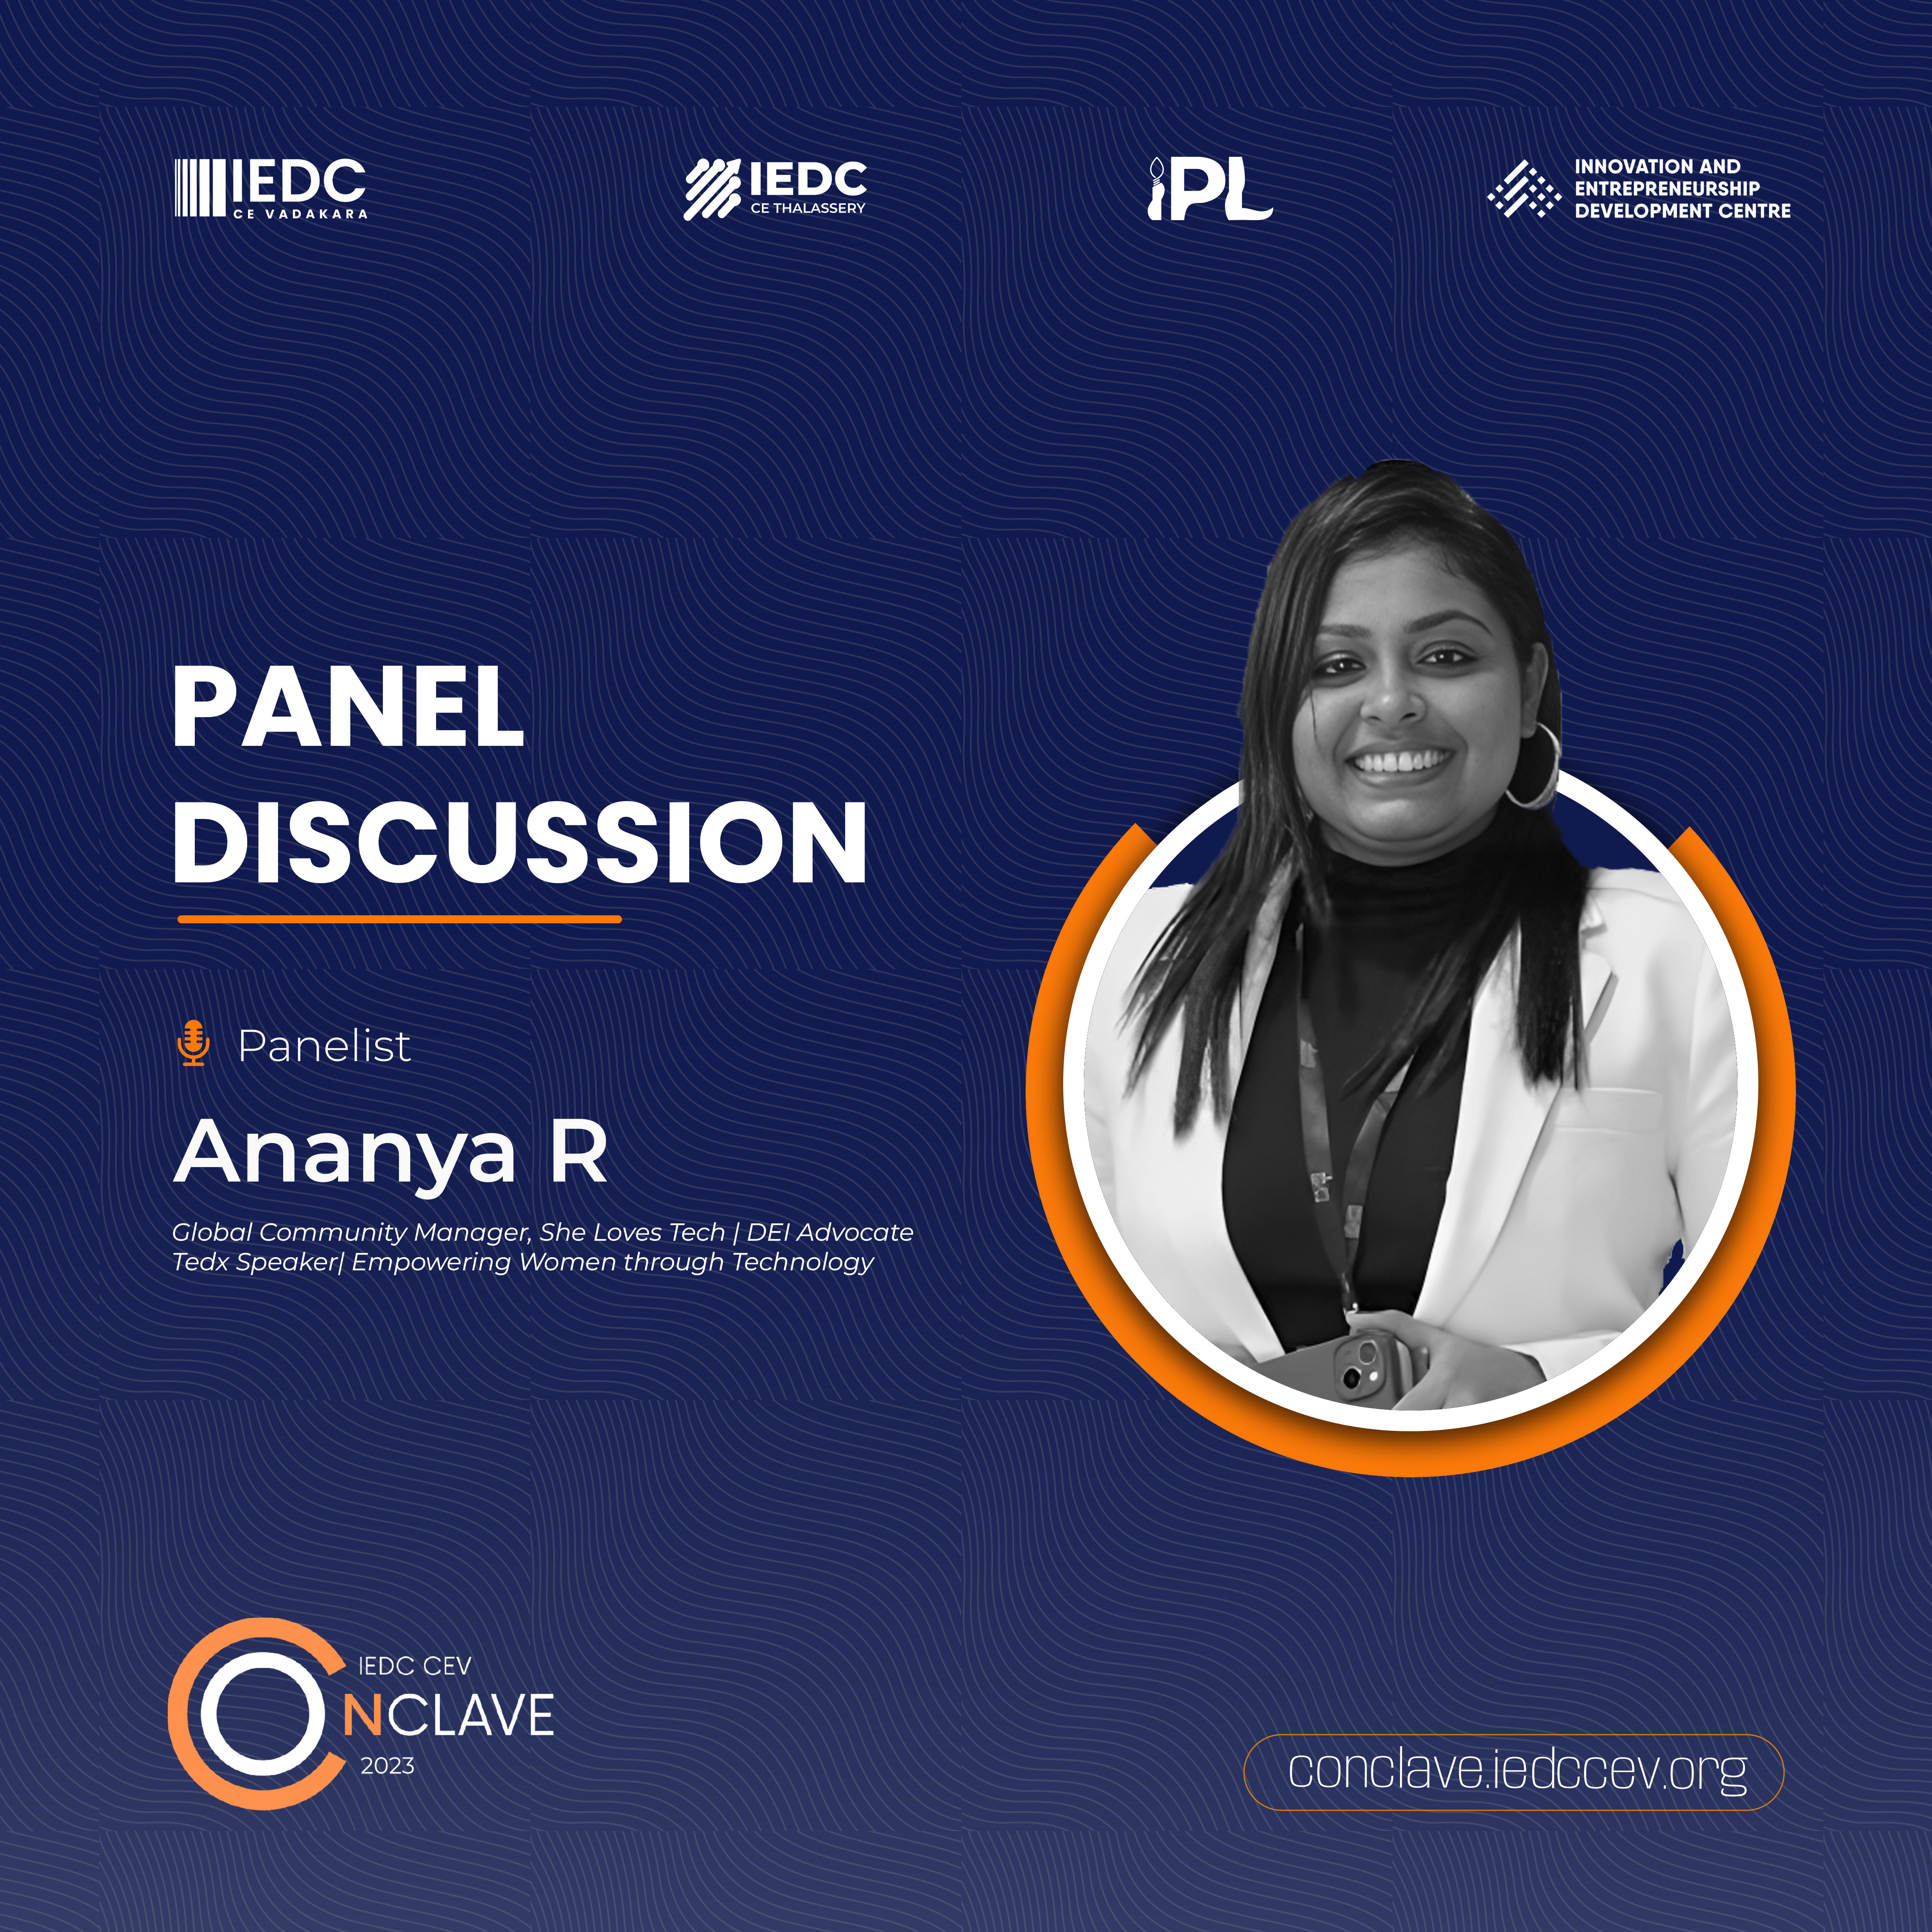 IEDC
CE VADAKARA
IEDC
CE THALASSERY
iPL
INNOVATION AND
ENTREPRENEURSHIP
DEVELOPMENT CENTRE
PANEL
DISCUSSION
Panelist
Ananya R
Global Community Manager, She Loves Tech | DEI Advocate
Tedx Speaker| Empowering Women through Technology
IEDC CEV
CONCLAVE
2023
conclave.iedccev.org